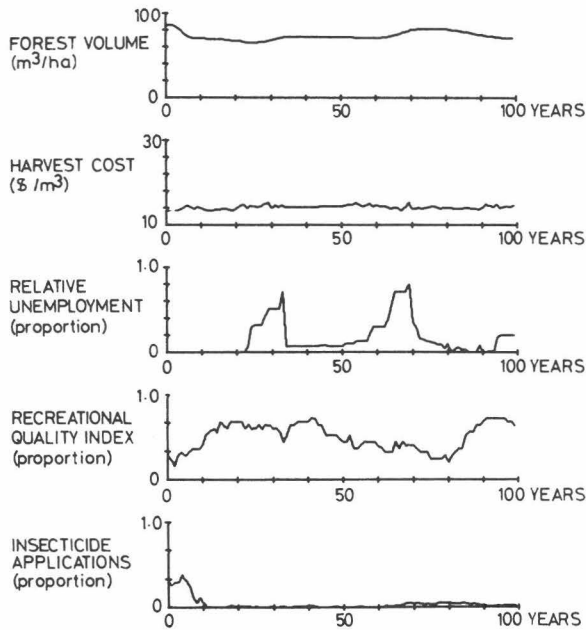 100
FOREST VOLUME
(m³/ha)
0
0
50
100 YEARS
30
HARVEST COST
($ /m³)
10
0
50
100 YEARS
1.0
RELATIVE
UNEMPLOYMENT
(proportion)
0
0
50
100 YEARS
1.0
RECREATIONAL
QUALITY INDEX
(proportion)
0
0
50
100 YEARS
1.0
INSECTICIDE
APPLICATIONS
(proportion)
0
0
50
100 YEARS